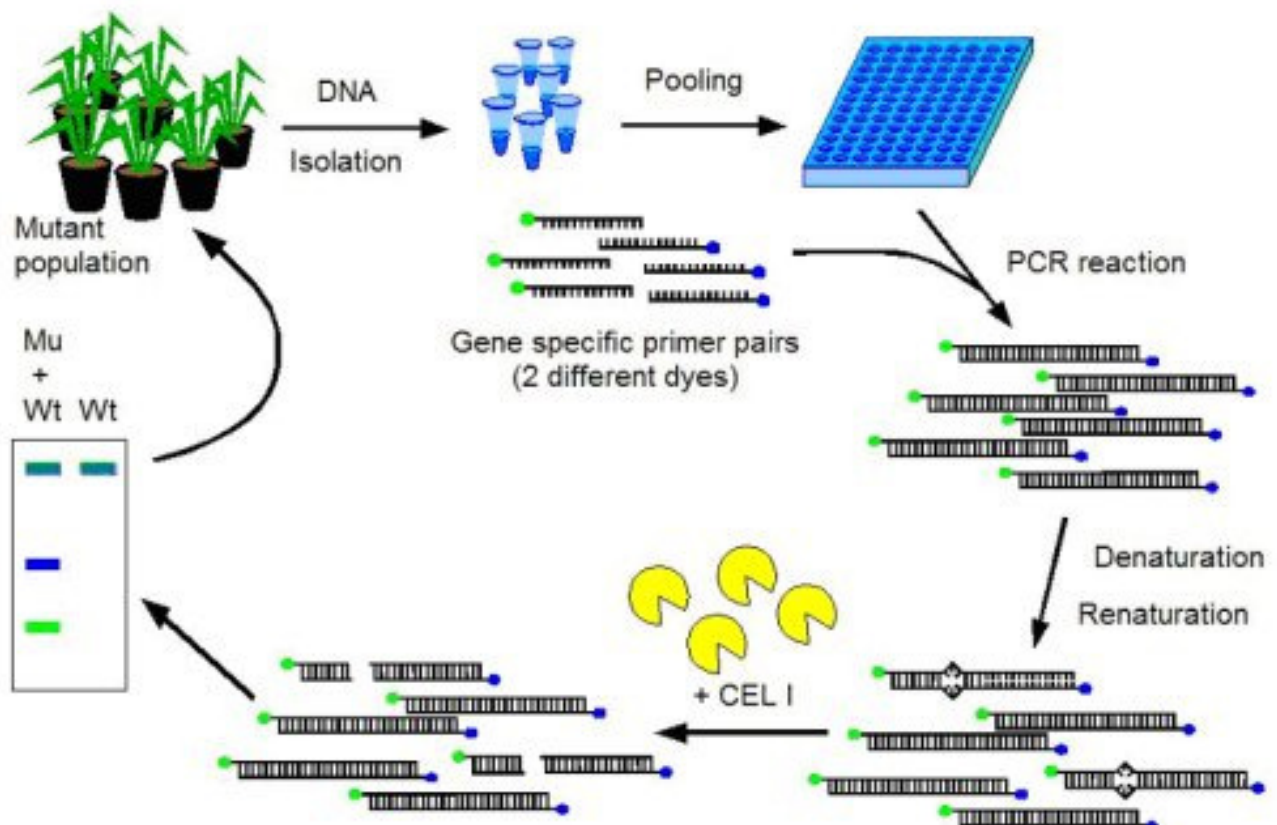 DNA
Isolation
Pooling
Mutant
population
Gene specific primer pairs
(2 different dyes)
PCR reaction
Denaturation
Renaturation
+ CEL I
Mu
+
Wt Wt